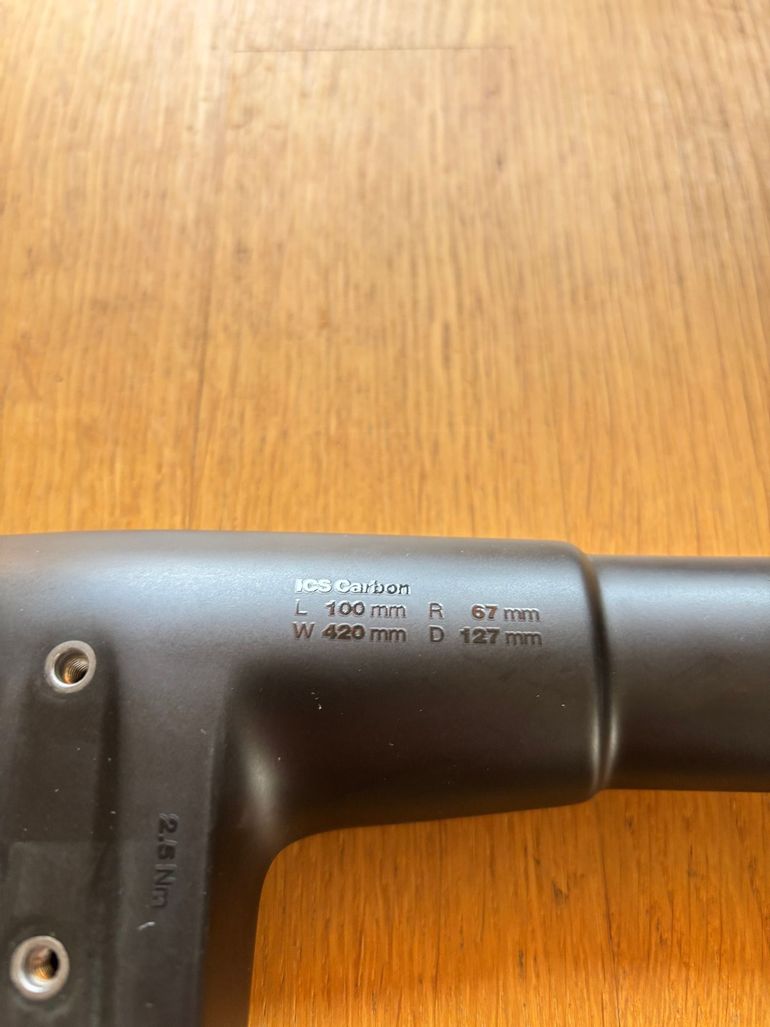 ICS Carbon
L 100 mm R 67 mm
W 420 mm D 127 mm
2.5 Nm